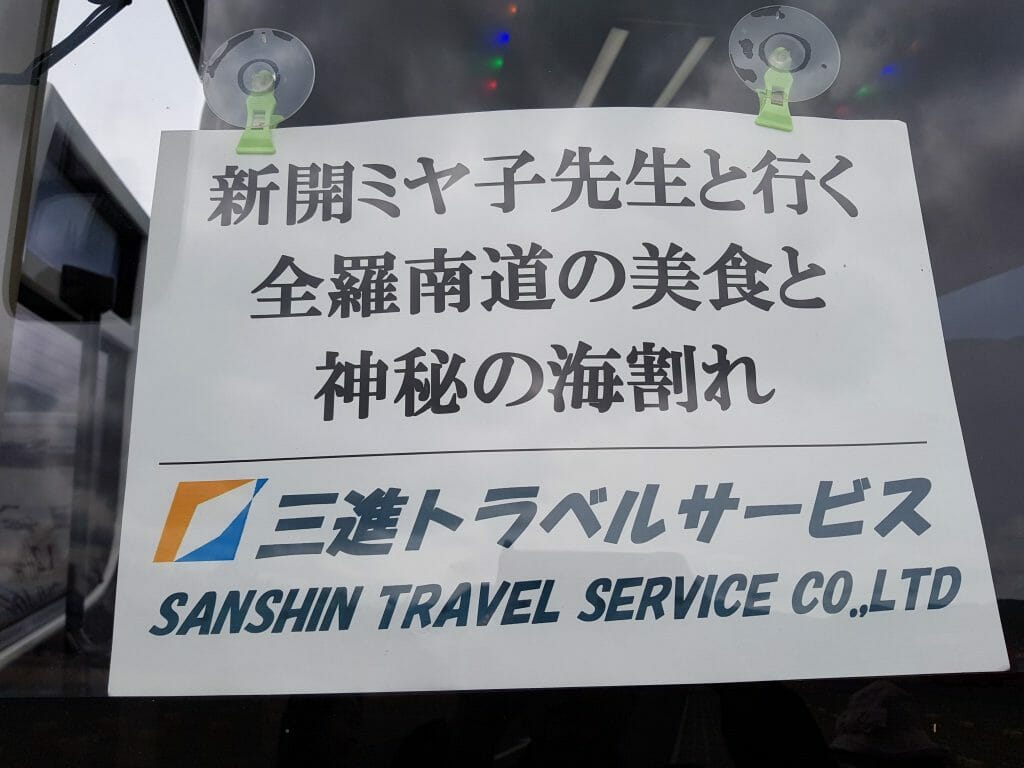 新開ミヤ子先生と行く
全羅南道の美食と
神秘の海割れ
三進トラベルサービス
SANSHIN TRAVEL SERVICE CO.,LTD